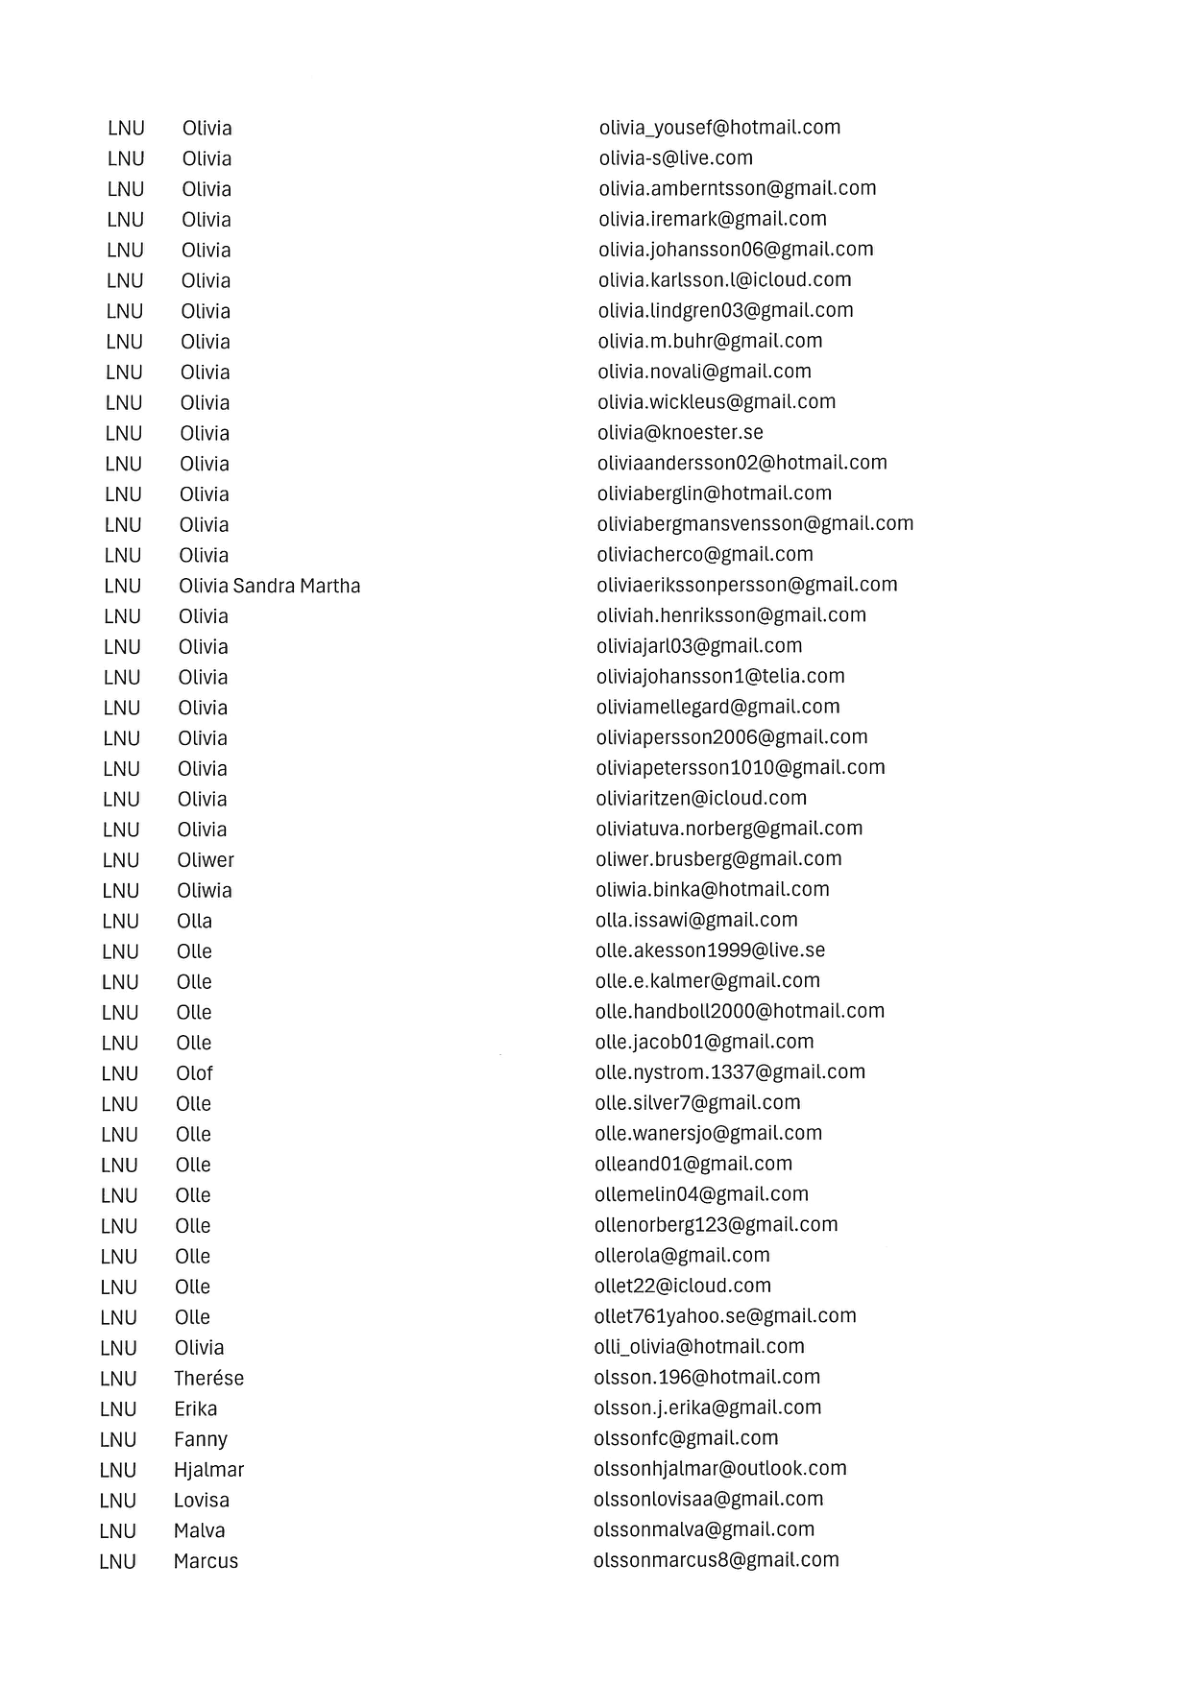 LNU Olivia olivia_yousef@hotmail.com
LNU Olivia olivia-s@live.com
LNU Olivia olivia.amberntsson@gmail.com
LNU Olivia olivia.iremark@gmail.com
LNU Olivia olivia.johansson06@gmail.com
LNU Olivia olivia.karlsson.l@icloud.com
LNU Olivia olivia.lindgren03@gmail.com
LNU Olivia olivia.m.buhr@gmail.com
LNU Olivia olivia.novali@gmail.com
LNU Olivia olivia.wickleus@gmail.com
LNU Olivia olivia@knoester.se
LNU Olivia oliviaandersson02@hotmail.com
LNU Olivia oliviaberglin@hotmail.com
LNU Olivia oliviabergmansvensson@gmail.com
LNU Olivia oliviacherco@gmail.com
LNU Olivia Sandra Martha oliviaerikssonpersson@gmail.com
LNU Olivia oliviah.henriksson@gmail.com
LNU Olivia oliviajarl03@gmail.com
LNU Olivia oliviajohansson1@telia.com
LNU Olivia oliviamellegard@gmail.com
LNU Olivia oliviapersson2006@gmail.com
LNU Olivia oliviapetersson1010@gmail.com
LNU Olivia oliviaritzen@icloud.com
LNU Olivia oliviatuva.norberg@gmail.com
LNU Oliwer oliwer.brusberg@gmail.com
LNU Oliwia oliwia.binka@hotmail.com
LNU Olla olla.issawi@gmail.com
LNU Olle olle.akesson1999@live.se
LNU Olle olle.e.kalmer@gmail.com
LNU Olle olle.handboll2000@hotmail.com
LNU Olle olle.jacob01@gmail.com
LNU Olof olle.nystrom.1337@gmail.com
LNU Olle olle.silver7@gmail.com
LNU Olle olle.wanersjo@gmail.com
LNU Olle olleand01@gmail.com
LNU Olle ollemelin04@gmail.com
LNU Olle ollenorberg123@gmail.com
LNU Olle ollerola@gmail.com
LNU Olle ollet22@icloud.com
LNU Olle ollet761yahoo.se@gmail.com
LNU Olivia olli_olivia@hotmail.com
LNU Therése olsson.196@hotmail.com
LNU Erika olsson.j.erika@gmail.com
LNU Fanny olssonfc@gmail.com
LNU Hjalmar olssonhjalmar@outlook.com
LNU Lovisa olssonlovisaa@gmail.com
LNU Malva olssonmalva@gmail.com
LNU Marcus olssonmarcus8@gmail.com